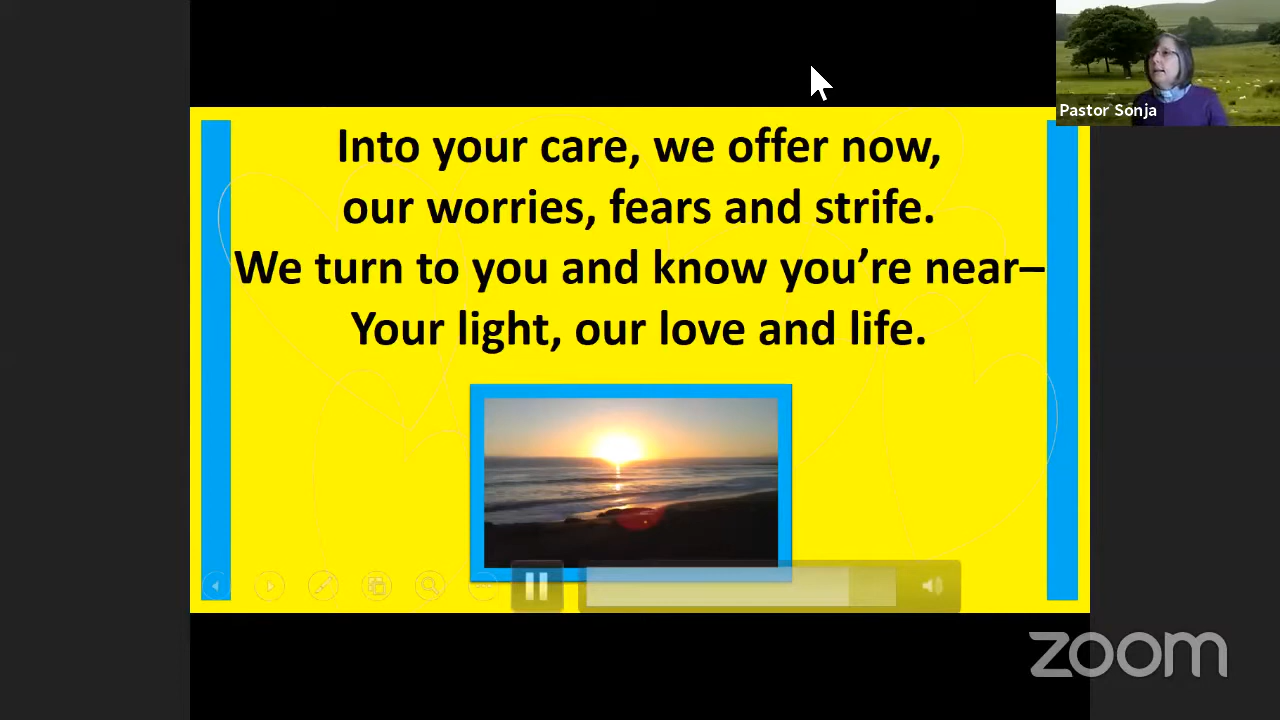 Into your care, we offer now,
our worries, fears and strife.
We turn to you and know you’re near–
Your light, our love and life.
Pastor Sonja
zoom